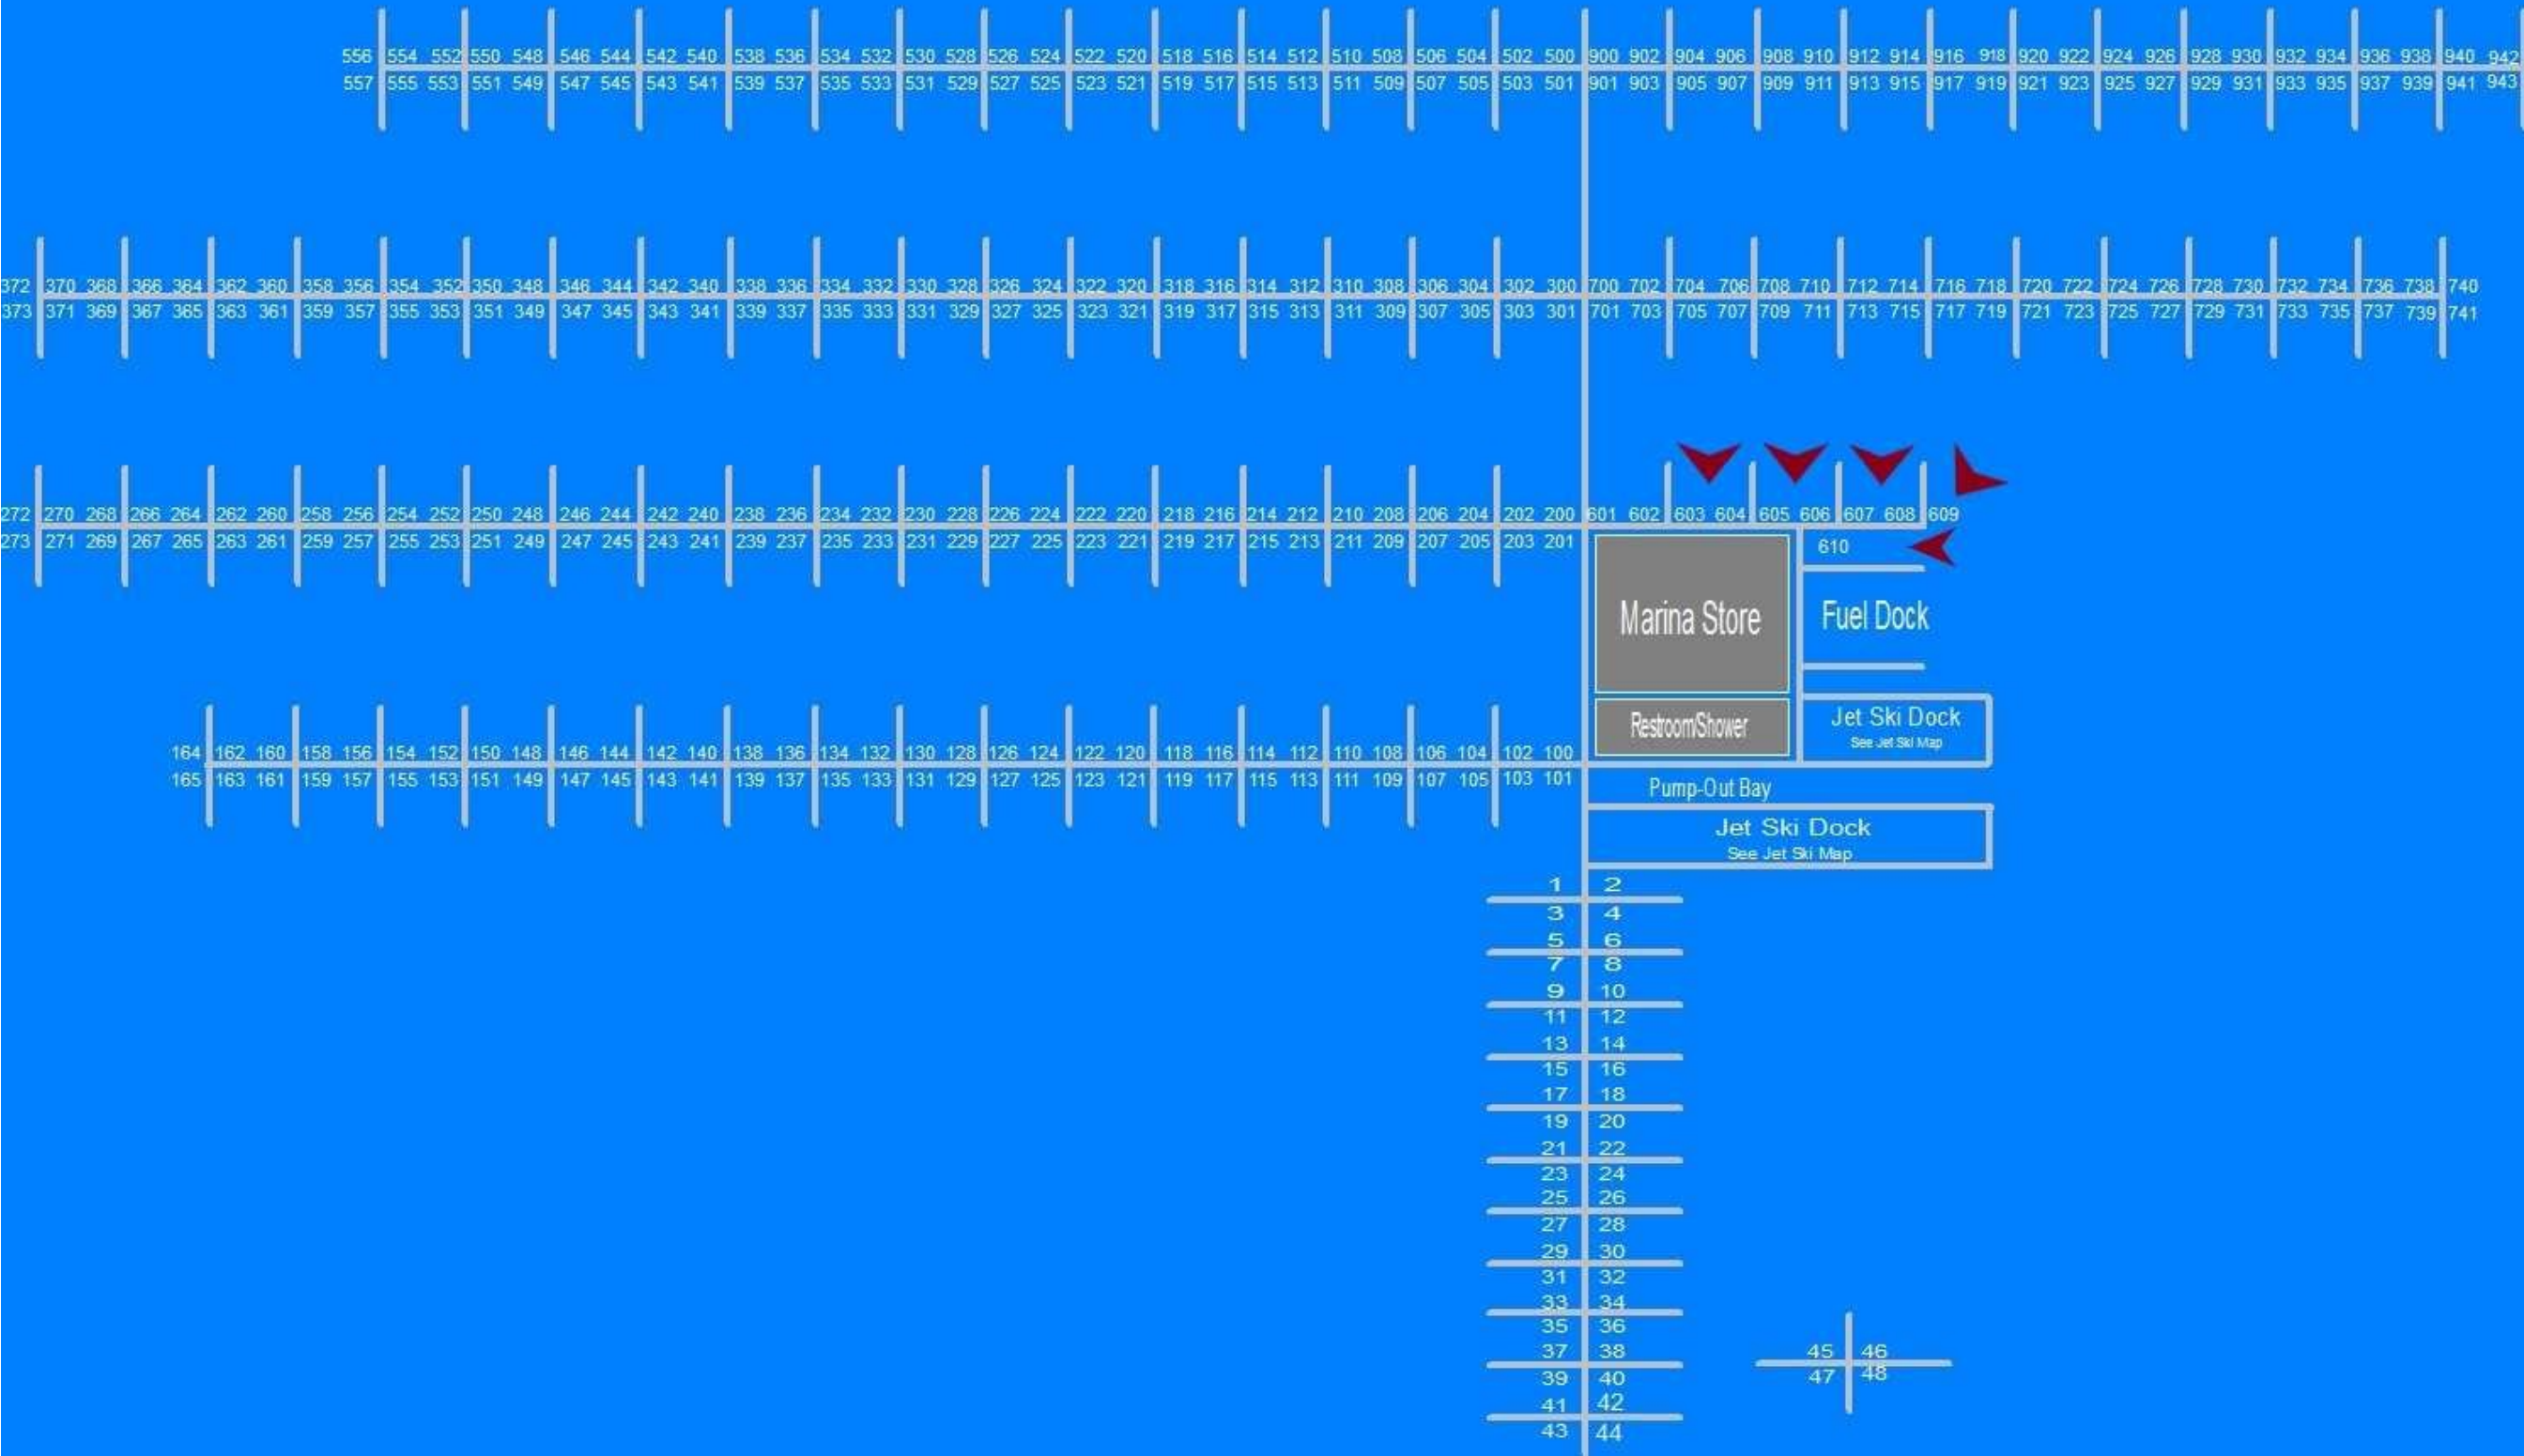 556 554 552 550 548 546 544 542 540 538 536 534 532 530 528 526 524 522 520 518 516 514 512 510 508 506 504 502 500 900 902 904 906 908 910 912 914 916 918 920 922 924 926 928 930 932 934 936 938 940 942
557 555 553 551 549 547 545 543 541 539 537 535 533 531 529 527 525 523 521 519 517 515 513 511 509 507 505 503 501 901 903 905 907 909 911 913 915 917 919 921 923 925 927 929 931 933 935 937 939 941 943
372 370 368 366 364 362 360 358 356 354 352 350 348 346 344 342 340 338 336 334 332 330 328 326 324 322 320 318 316 314 312 310 308 306 304 302 300 700 702 704 706 708 710 712 714 716 718 720 722 724 726 728 730 732 734 736 738 740
373 371 369 367 365 363 361 359 357 355 353 351 349 347 345 343 341 339 337 335 333 331 329 327 325 323 321 319 317 315 313 311 309 307 305 303 301 701 703 705 707 709 711 713 715 717 719 721 723 725 727 729 731 733 735 737 739 741
272 270 268 266 264 262 260 258 256 254 252 250 248 246 244 242 240 238 236 234 232 230 228 226 224 222 220 218 216 214 212 210 208 206 204 202 200 601 602 603 604 605 606 607 608 609
273 271 269 267 265 263 261 259 257 255 253 251 249 247 245 243 241 239 237 235 233 231 229 227 225 223 221 219 217 215 213 211 209 207 205 203 201
610
Marina Store
Fuel Dock
Restroom/Shower
Jet Ski Dock
See Jet Ski Map
164 162 160 158 156 154 152 150 148 146 144 142 140 138 136 134 132 130 128 126 124 122 120 118 116 114 112 110 108 106 104 102 100
165 163 161 159 157 155 153 151 149 147 145 143 141 139 137 135 133 131 129 127 125 123 121 119 117 115 113 111 109 107 105 103 101
Pump-Out Bay
Jet Ski Dock
See Jet Ski Map
1 2
3 4
5 6
7 8
9 10
11 12
13 14
15 16
17 18
19 20
21 22
23 24
25 26
27 28
29 30
31 32
33 34
35 36
37 38
39 40
41 42
43 44
45 46
47 48